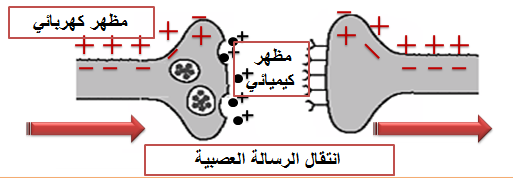 مظهر كهربائي
مظهر
كيميائي
انتقال الرسالة العصبية